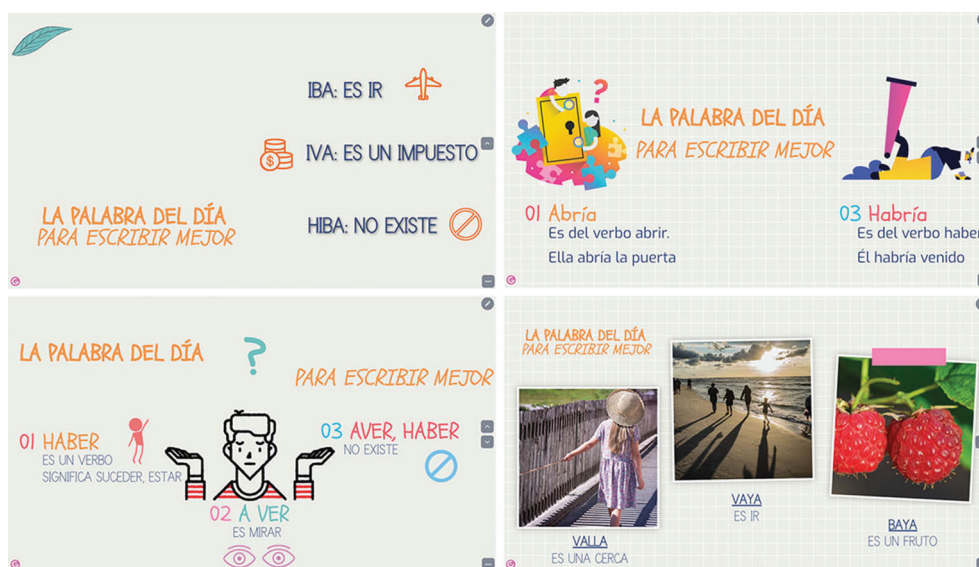 IBA: ES IR
IVA: ES UN IMPUESTO
HIBA: NO EXISTE
LA PALABRA DEL DÍA
PARA ESCRIBIR MEJOR
LA PALABRA DEL DÍA
PARA ESCRIBIR MEJOR
01 Abría
Es del verbo abrir.
Ella abría la puerta
03 Habría
Es del verbo haber
Él habría venido
LA PALABRA DEL DÍA
?
PARA ESCRIBIR MEJOR
01 HABER
ES UN VERBO
SIGNIFICA SUCEDER, ESTAR
02 A VER
ES MIRAR
03 AVER, HABER
NO EXISTE
LA PALABRA DEL DÍA
PARA ESCRIBIR MEJOR
VALLA
ES UNA CERCA
VAYA
ES IR
BAYA
ES UN FRUTO